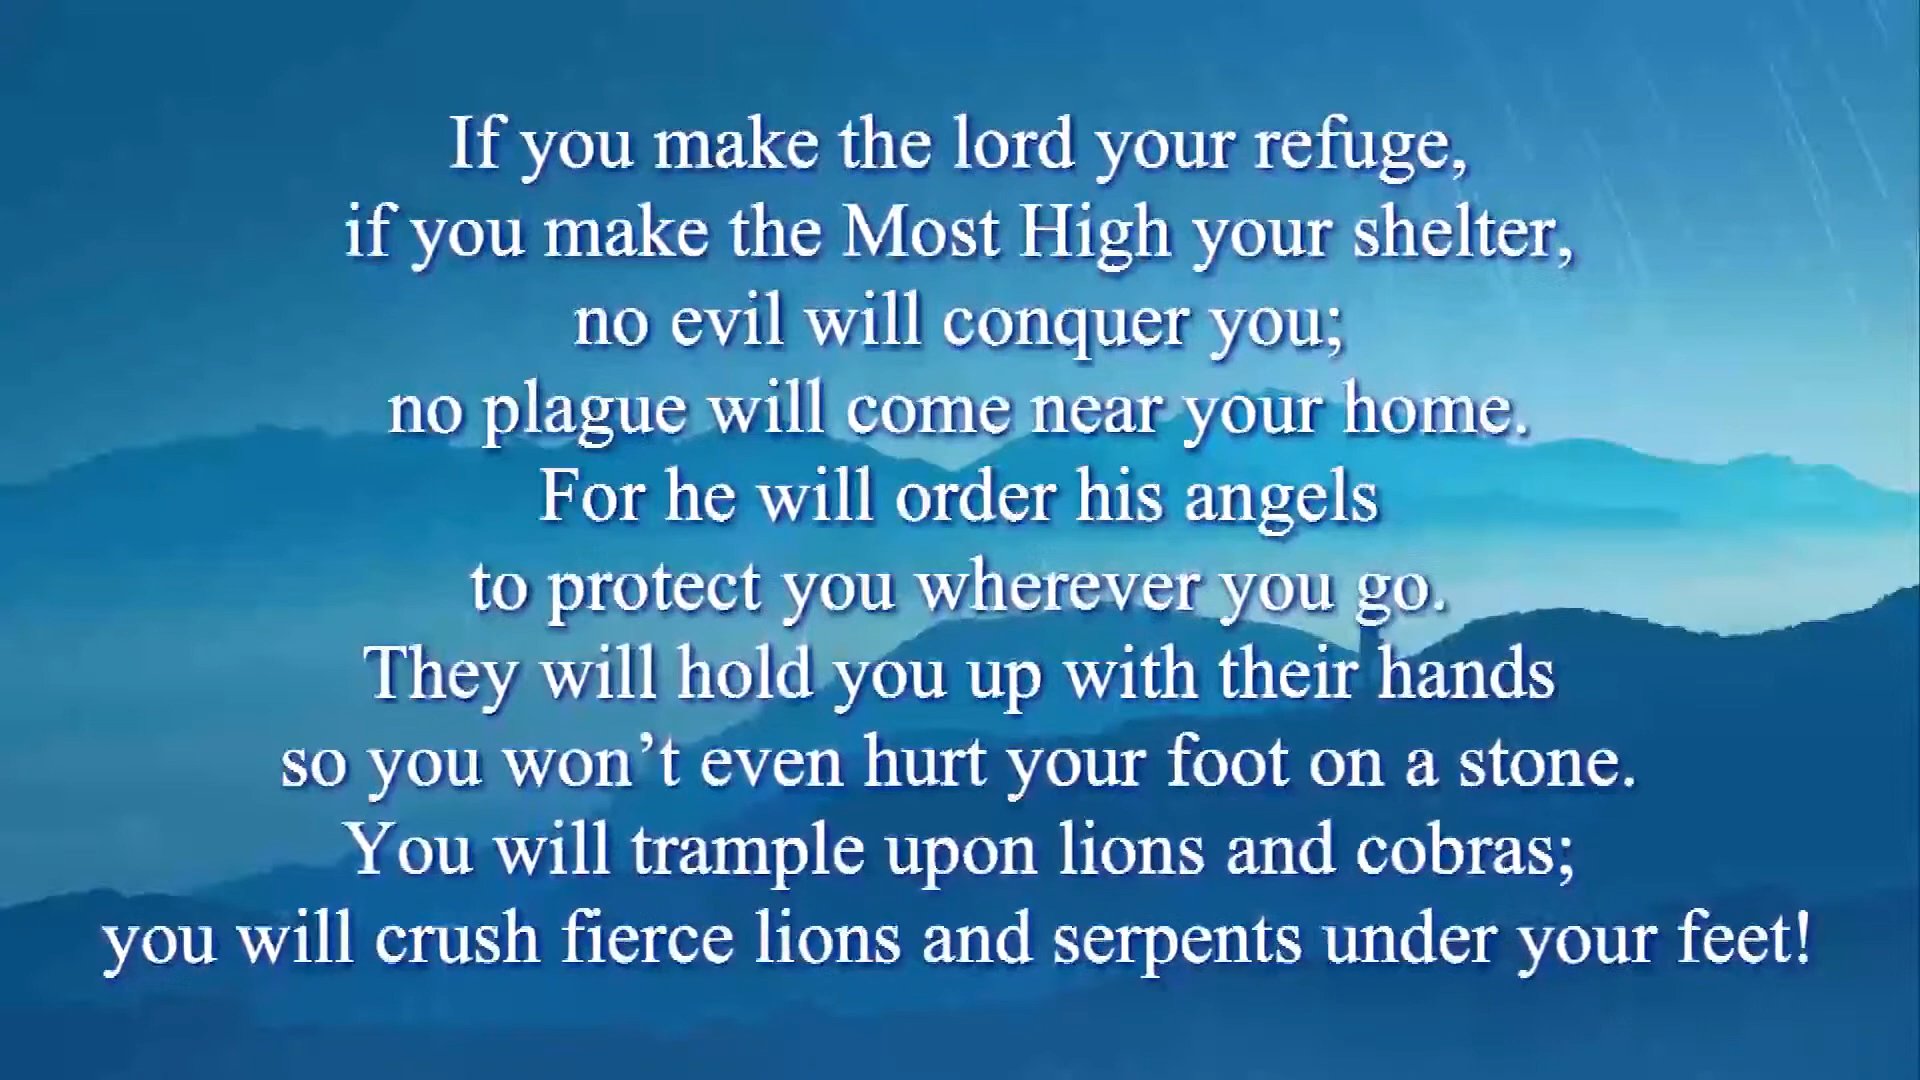 If you make the lord your refuge,
if you make the Most High your shelter,
no evil will conquer you;
no plague will come near your home.
For he will order his angels
to protect you wherever you go.
They will hold you up with their hands
so you won’t even hurt your foot on a stone.
You will trample upon lions and cobras;
you will crush fierce lions and serpents under your feet!